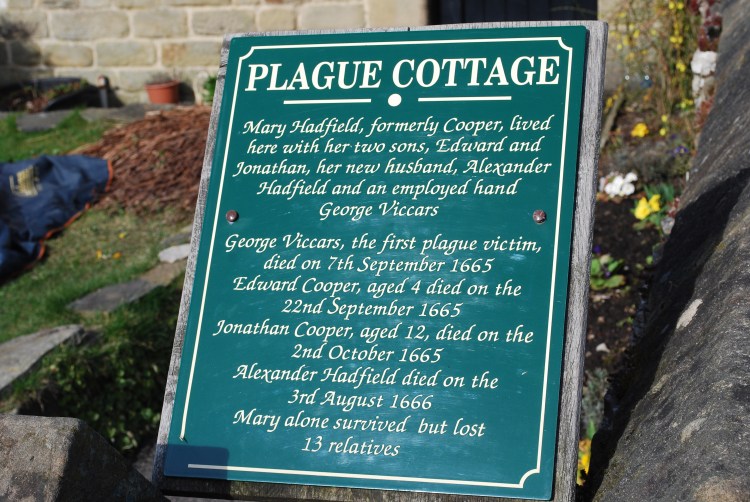 PLAGUE COTTAGE
Mary Hadfield, formerly Cooper, lived
here with her two sons, Edward and
Jonathan, her new husband, Alexander
Hadfield and an employed hand
George Viccars
George Viccars, the first plague victim,
died on 7th September 1665
Edward Cooper, aged 4 died on the
22nd September 1665
Jonathan Cooper, aged 12, died on the
2nd October 1665
Alexander Hadfield died on the
3rd August 1666
Mary alone survived but lost
13 relatives